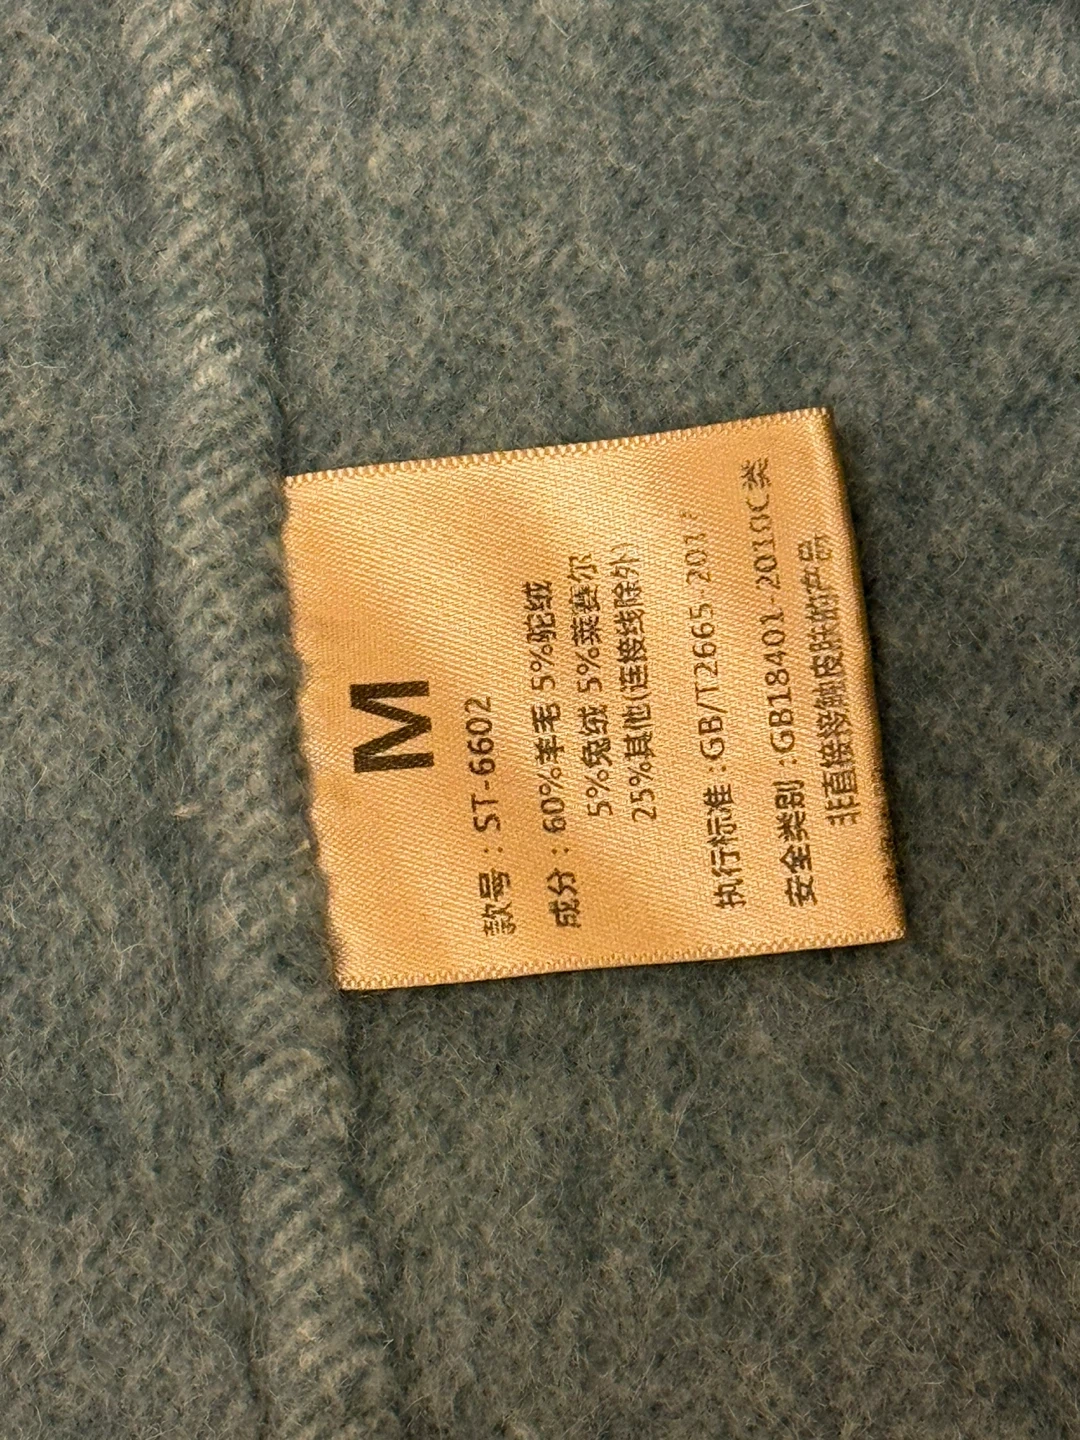 M
款号：ST-6602
成分：60%羊毛 5%驼绒
5%兔绒 5%莱赛尔
25%其他(连接线除外)
执行标准：GB/T2665-2017
安全类别：GB18401-2010C类
非直接接触皮肤的产品